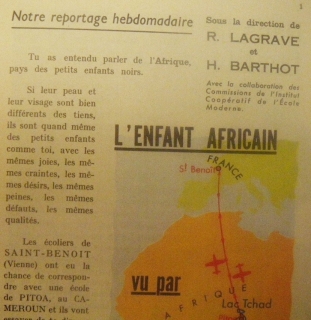 5
Notre reportage hebdomadaire
Sous la direction de
R. LAGRAVE
et
H. BARTHOT
Avec la collaboration des
Commissions de l'Institut
Coopératif de l'École
Moderne.
Tu as entendu parler de l'Afrique,
pays des petits enfants noirs.
Si leur peau et
leur visage sont bien
différents des tiens,
ils sont quand même
des petits enfants
comme toi, avec les
mêmes joies, les mê-
mes craintes, les mê-
mes désirs, les mêmes
peines, les mêmes
défauts, les mêmes
qualités.
Les écoliers de
SAINT-BENOIT
(Vienne) ont eu la
chance de correspon-
dre avec une école
de PITOA, au CA-
MEROUN et ils vont
L'ENFANT AFRICAIN
FRANCE
St Benoit
vu par
AFRIQUE
Lac Tchad